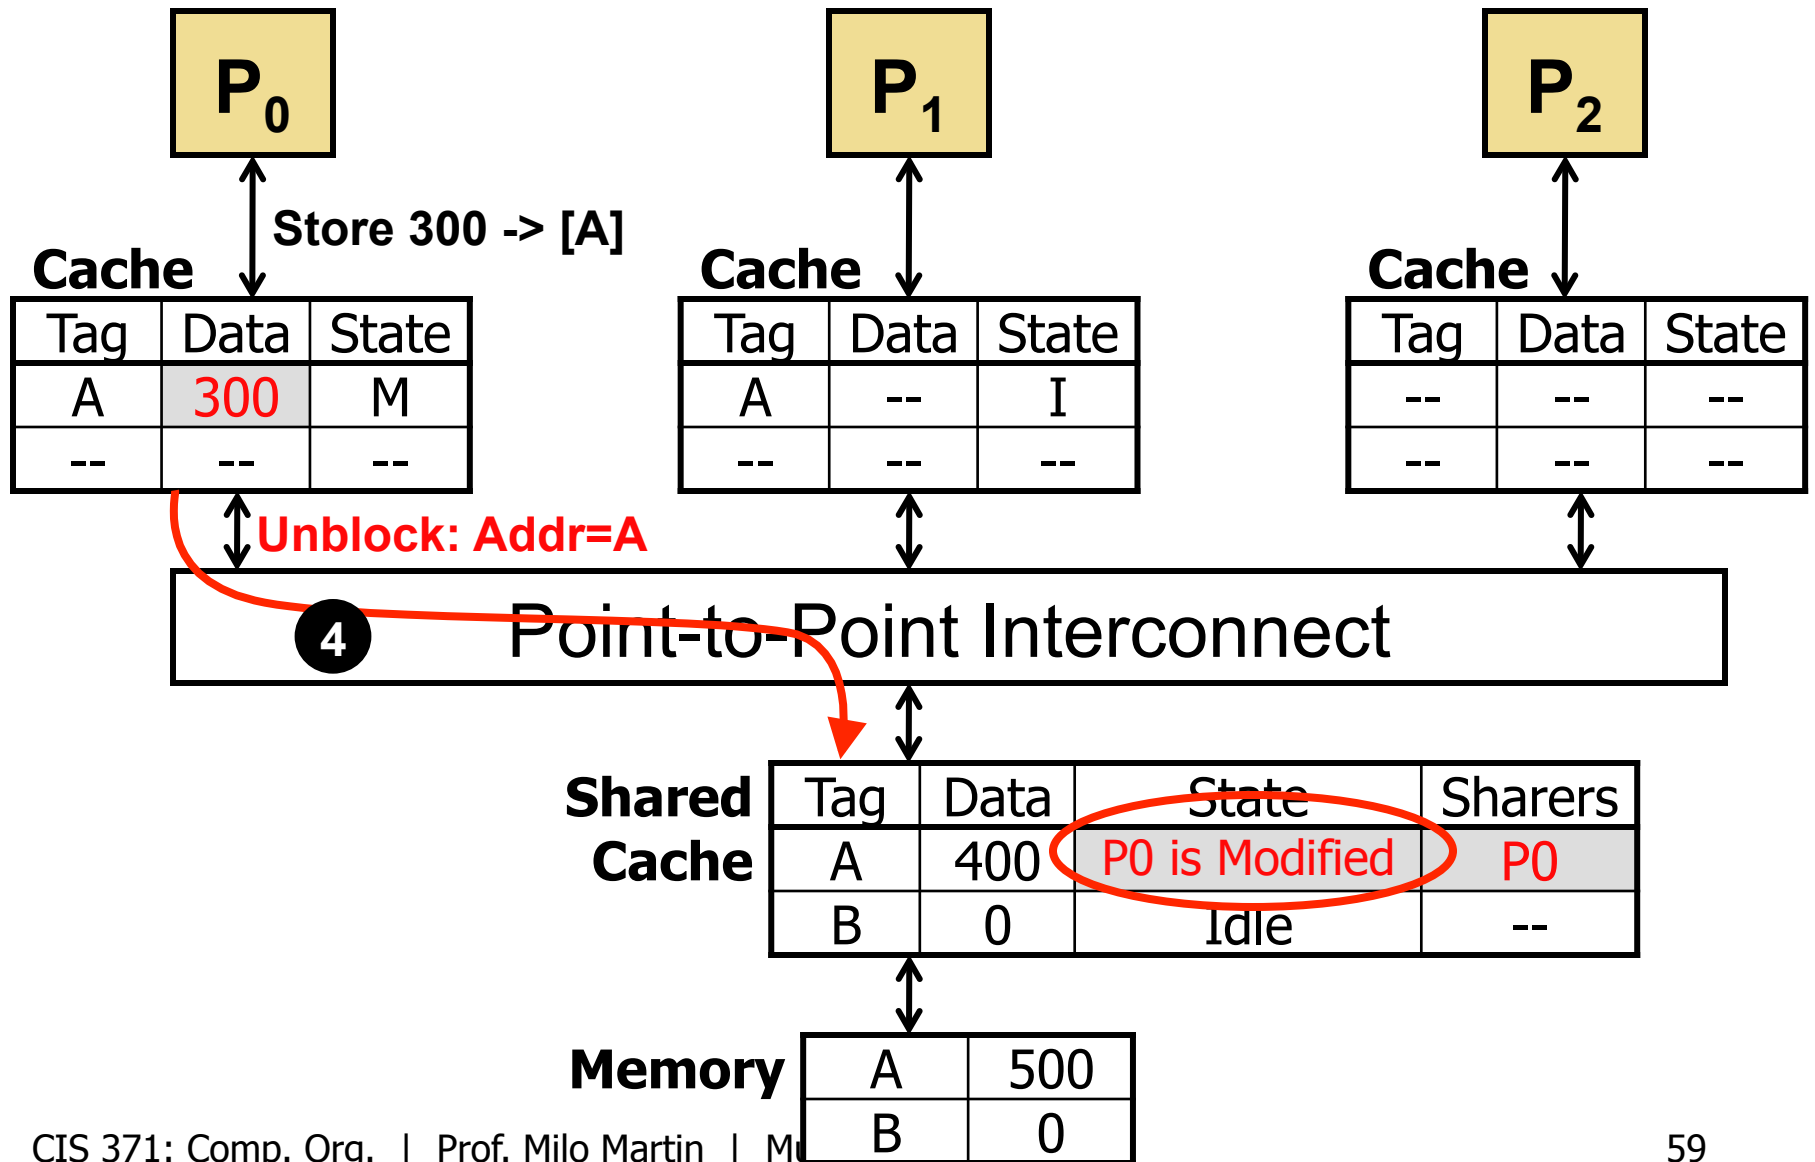 P0 P1 P2
Store 300 -> [A]
Cache Cache Cache
Tag Data State Tag Data State Tag Data State
A 300 M A -- I -- -- --
-- -- -- -- -- -- -- -- --
Unblock: Addr=A
4 Point-to-Point Interconnect
Shared Tag Data State Sharers
Cache A 400 P0 is Modified P0
B 0 Idle --
Memory A 500
B 0
CIS 371: Comp. Org. | Prof. Milo Martin | 59